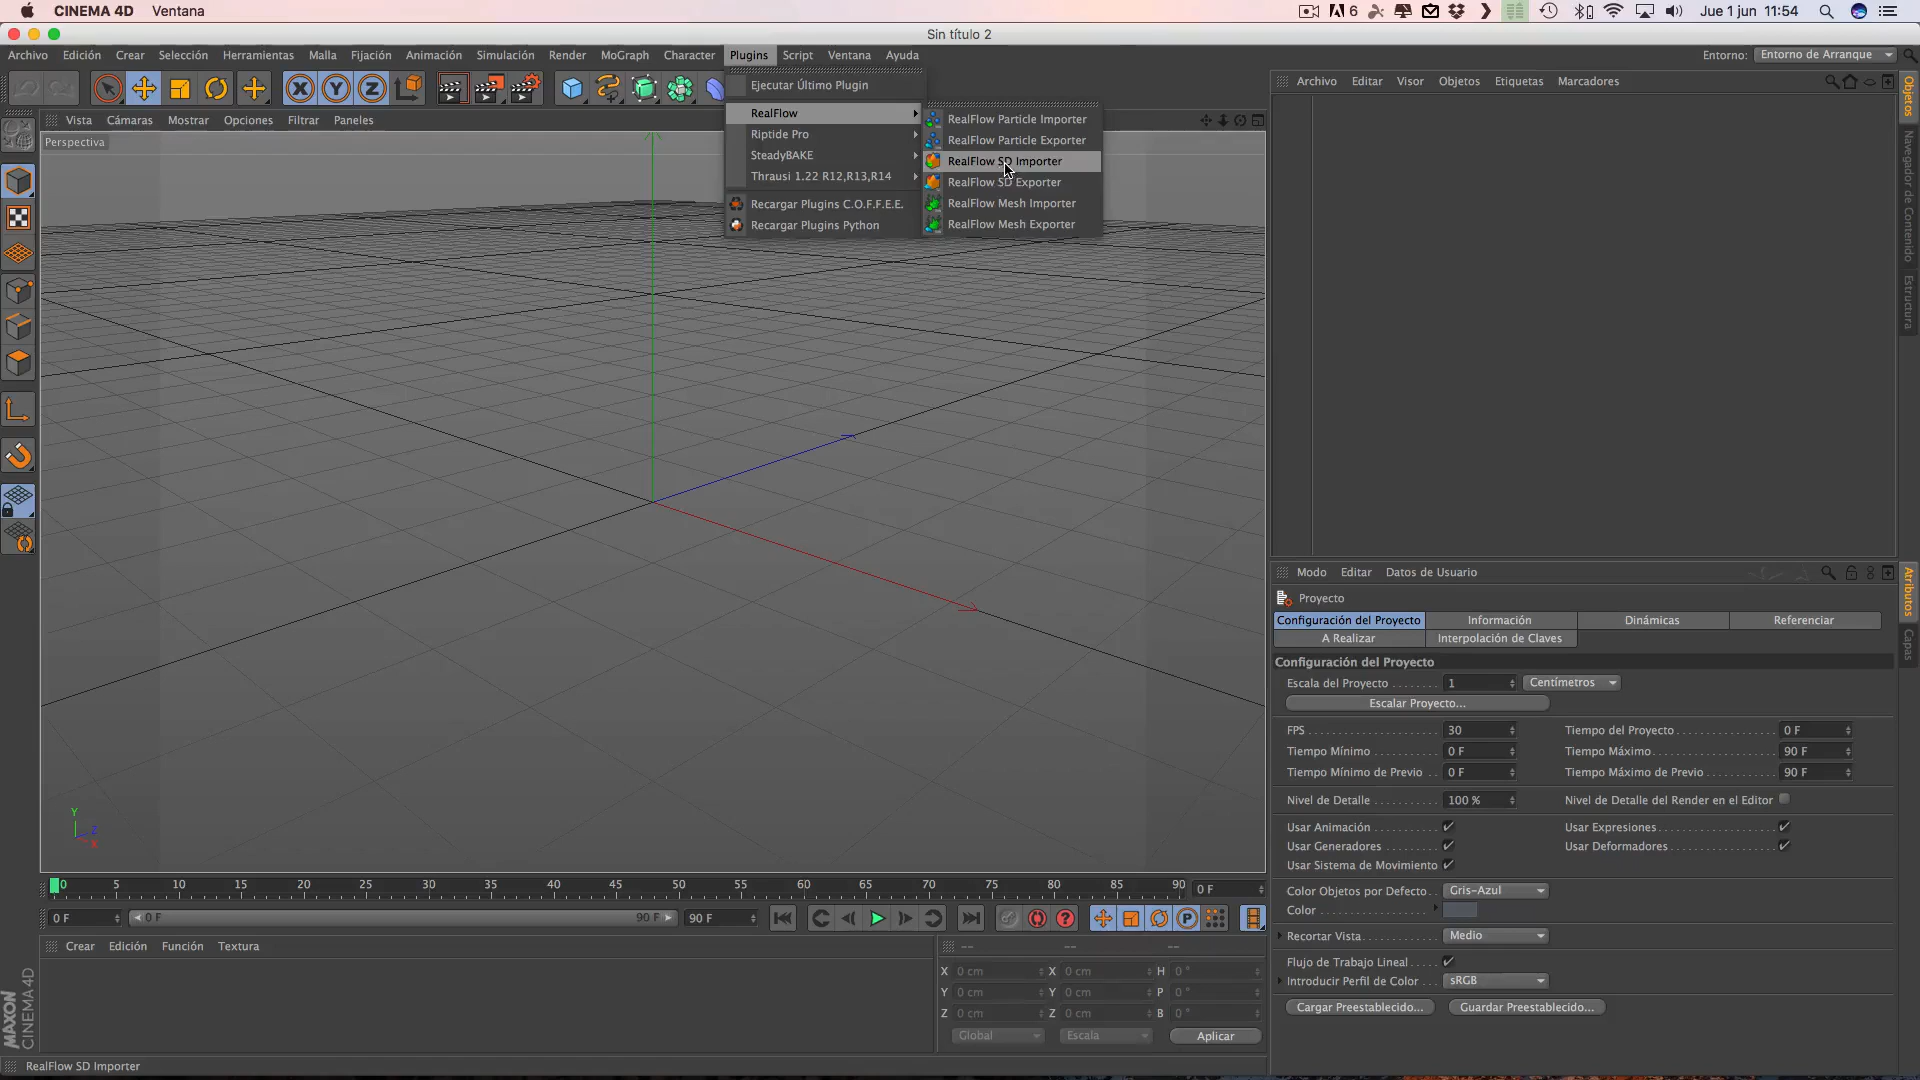 CINEMA 4D Ventana
6 Jue 1 jun 11:54
Sin título 2
Archivo Edición Crear Selección Herramientas Malla Fijación Animación Simulación Render MoGraph Character Plugins Script Ventana Ayuda Entorno: Entorno de Arranque
X Y Z
Vista Cámaras Mostrar Opciones Filtrar Paneles
Perspectiva
Ejecutar Último Plugin
RealFlow
Riptide Pro
SteadyBAKE
Thrausi 1.22 R12,R13,R14
Recargar Plugins C.O.F.F.E.E.
Recargar Plugins Python
RealFlow Particle Importer
RealFlow Particle Exporter
RealFlow SD Importer
RealFlow SD Exporter
RealFlow Mesh Importer
RealFlow Mesh Exporter
Archivo Editar Visor Objetos Etiquetas Marcadores
Objetos
Navegador de Contenido
Estructura
Y
Z
X
Modo Editar Datos de Usuario
Proyecto
Configuración del Proyecto Información Dinámicas Referenciar
A Realizar Interpolación de Claves
Configuración del Proyecto
Escala del Proyecto 1 Centímetros
Escalar Proyecto...
FPS 30 Tiempo del Proyecto 0 F
Tiempo Mínimo 0 F Tiempo Máximo 90 F
Tiempo Mínimo de Previo 0 F Tiempo Máximo de Previo 90 F
Nivel de Detalle 100 % Nivel de Detalle del Render en el Editor
Usar Animación Usar Expresiones
Usar Generadores Usar Deformadores
Usar Sistema de Movimiento
Color Objetos por Defecto Gris-Azul
Color
Recortar Vista Medio
Flujo de Trabajo Lineal
Introducir Perfil de Color sRGB
Cargar Preestablecido... Guardar Preestablecido...
Atributos
Capas
0 5 10 15 20 25 30 35 40 45 50 55 60 65 70 75 80 85 90 0 F
0 F 0 F 90 F 90 F P
Crear Edición Función Textura
-- -- --
X 0 cm X 0 cm H 0 °
Y 0 cm Y 0 cm P 0 °
Z 0 cm Z 0 cm B 0 °
Global Escala Aplicar
MAXON
CINEMA 4D
RealFlow SD Importer